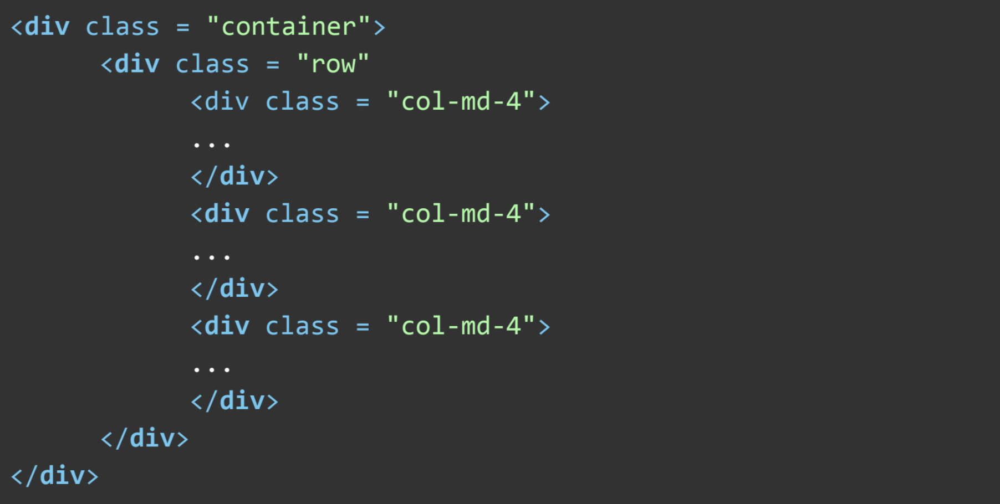 <div class = "container">
<div class = "row"
<div class = "col-md-4">
...
</div>
<div class = "col-md-4">
...
</div>
<div class = "col-md-4">
...
</div>
</div>
</div>